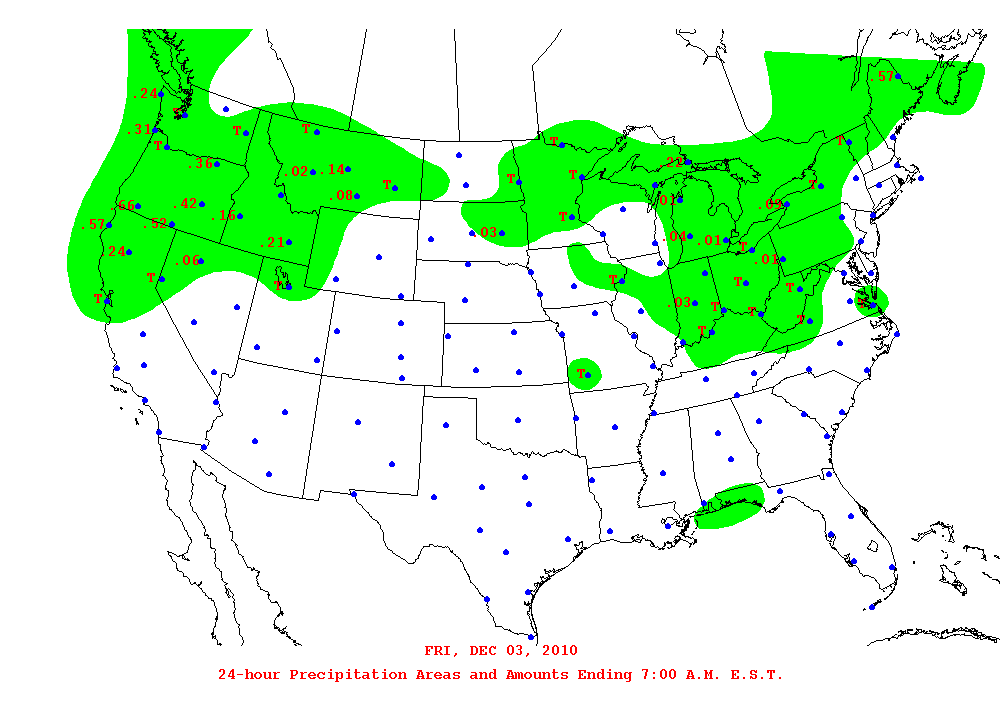 .57
.24
T
.31
T
T
T
T
T
.36
.22
.02 .14
T
T
T
T
.08
.01
.66
.42
.09
.16
T
.57
.52
.03
.04 .01
.21
T
.24
.06
.01
T
T
T
T
T
T
.03
T
T
T
T
T
FRI, DEC 03, 2010
24-hour Precipitation Areas and Amounts Ending 7:00 A.M. E.S.T.